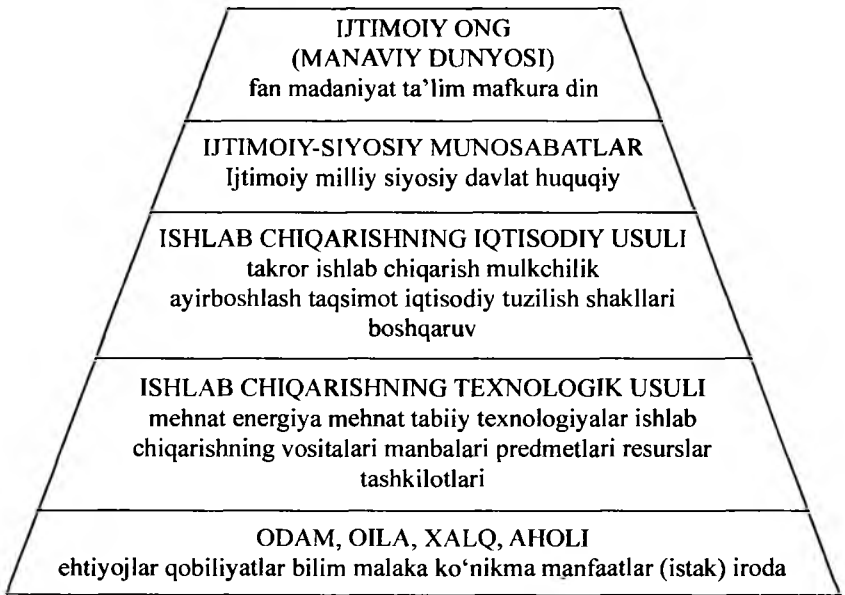 IJTIMOIY ONG
(MANAVIY DUNYOSI)
fan madaniyat ta’lim mafkura din
IJTIMOIY-SIYOSIY MUNOSABATLAR
Ijtimoiy milliy siyosiy davlat huquqiy
ISHLAB CHIQARISHNING IQTISODIY USULI
takror ishlab chiqarish mulkchilik
ayirboshlash taqsimot iqtisodiy tuzilish shakllari
boshqaruv
ISHLAB CHIQARISHNING TEXNOLOGIK USULI
mehnat energiya mehnat tabiiy texnologiyalar ishlab
chiqarishning vositalari manbalari predmetlari resurslar
tashkilotlari
ODAM, OILA, XALQ, AHOLI
ehtiyojlar qobiliyatlar bilim malaka ko‘nikma manfaatlar (istak) iroda